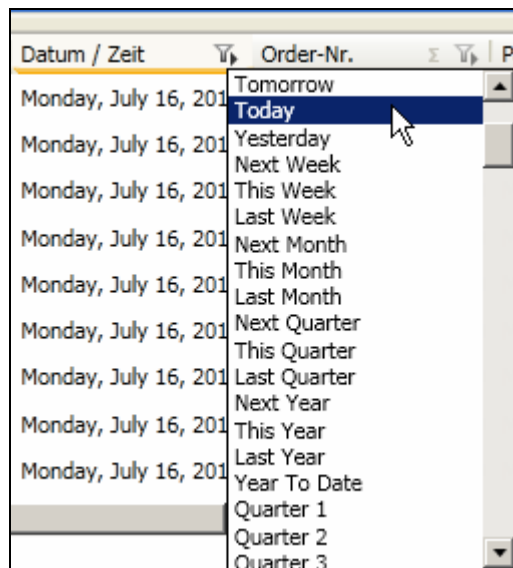 Datum / Zeit Order-Nr. Σ P
Tomorrow
Monday, July 16, 201
Today
Monday, July 16, 201
Yesterday
Next Week
Monday, July 16, 201
This Week
Last Week
Monday, July 16, 201
Next Month
This Month
Monday, July 16, 201
Last Month
Monday, July 16, 201
Next Quarter
This Quarter
Monday, July 16, 201
Last Quarter
Next Year
Monday, July 16, 201
This Year
Last Year
Monday, July 16, 201
Year To Date
Quarter 1
Quarter 2
Quarter 3